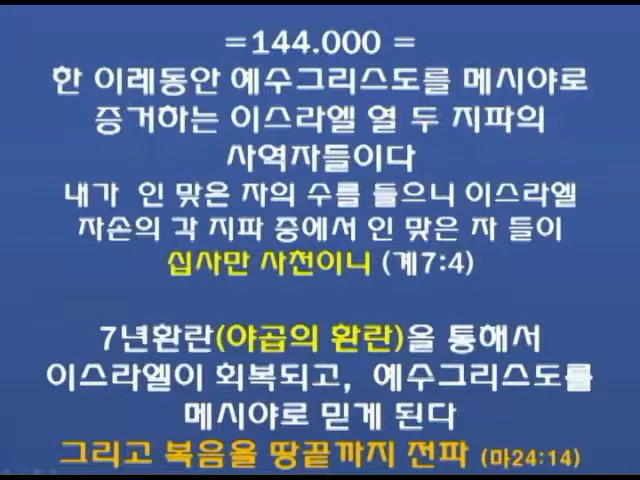 =144.000 =
한 이레동안 예수그리스도를 메시야로
증거하는 이스라엘 열 두 지파의
사역자들이다
내가 인 맞은 자의 수를 들으니 이스라엘
자손의 각 지파 중에서 인 맞은 자 들이
십사만 사천이니 (계7:4)
7년환란(야곱의 환란)을 통해서
이스라엘이 회복되고, 예수그리스도를
메시야로 믿게 된다
그리고 복음을 땅끝까지 전파 (마24:14)